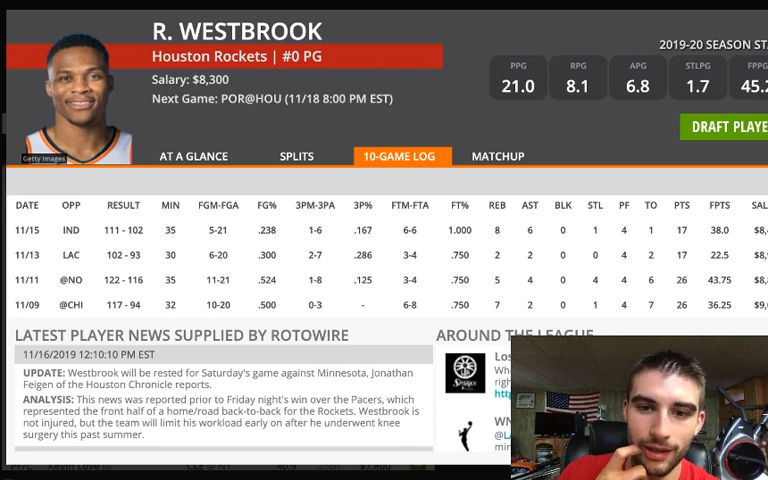 R. WESTBROOK
Houston Rockets | #0 PG
Salary: $8,300
Next Game: POR@HOU (11/18 8:00 PM EST)
2019-20 SEASON ST
PPG RPG APG STLPG FPPG
21.0 8.1 6.8 1.7 45.2
DRAFT PLAYE
Getty Images
AT A GLANCE SPLITS 10-GAME LOG MATCHUP
DATE OPP RESULT MIN FGM-FGA FG% 3PM-3PA 3P% FTM-FTA FT% REB AST BLK STL PF TO PTS FPTS SAL
11/15 IND 111 - 102 35 5-21 .238 1-6 .167 6-6 1.000 8 6 0 1 4 1 17 38.0 $8,
11/13 LAC 102 - 93 30 6-20 .300 2-7 .286 3-4 .750 2 2 0 0 4 2 17 22.5 $8,
11/11 @NO 122 - 116 35 11-21 .524 1-8 .125 3-4 .750 5 4 0 4 4 6 26 43.75 $8,
11/09 @CHI 117 - 94 32 10-20 .500 0-3 - 6-8 .750 7 2 0 1 4 7 26 36.25 $9,
LATEST PLAYER NEWS SUPPLIED BY ROTOWIRE
11/16/2019 12:10:10 PM EST
UPDATE: Westbrook will be rested for Saturday's game against Minnesota, Jonathan
Feigen of the Houston Chronicle reports.
ANALYSIS: This news was reported prior to Friday night's win over the Pacers, which
represented the front half of a home/road back-to-back for the Rockets. Westbrook is
not injured, but the team will limit his workload early on after he underwent knee
surgery this past summer.
AROUND THE LEAGUE
Los
Whe
righ
http
WN
@LA
min